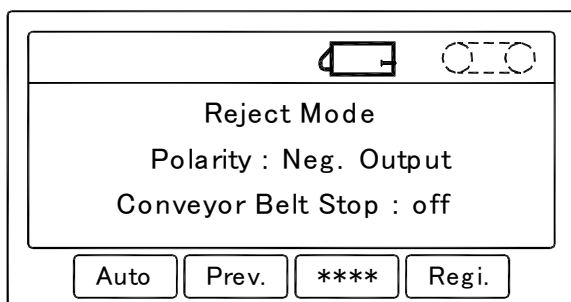 Reject Mode
Polarity : Neg. Output
Conveyor Belt Stop : off
Auto Prev. **** Regi.